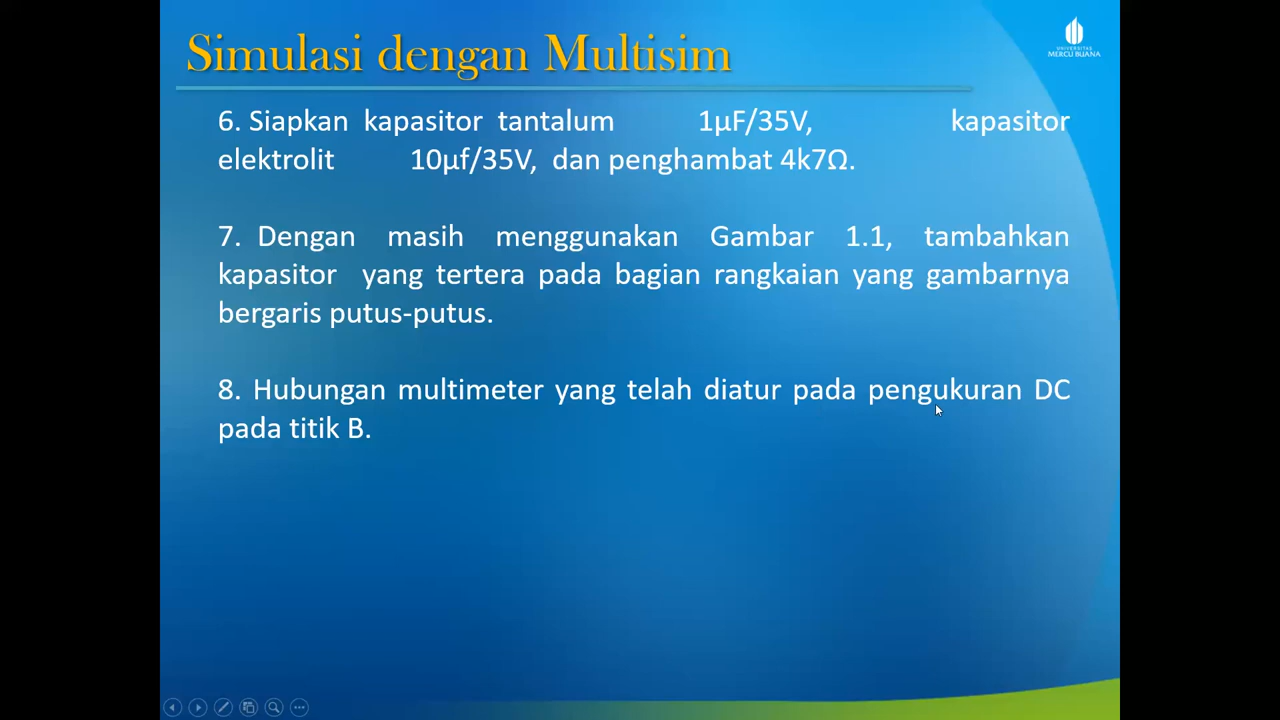 Simulasi dengan Multisim
UNIVERSITAS
MERCU BUANA
6. Siapkan kapasitor tantalum 1µF/35V, kapasitor
elektrolit 10µf/35V, dan penghambat 4k7Ω.
7. Dengan masih menggunakan Gambar 1.1, tambahkan
kapasitor yang tertera pada bagian rangkaian yang gambarnya
bergaris putus-putus.
8. Hubungan multimeter yang telah diatur pada pengukuran DC
pada titik B.